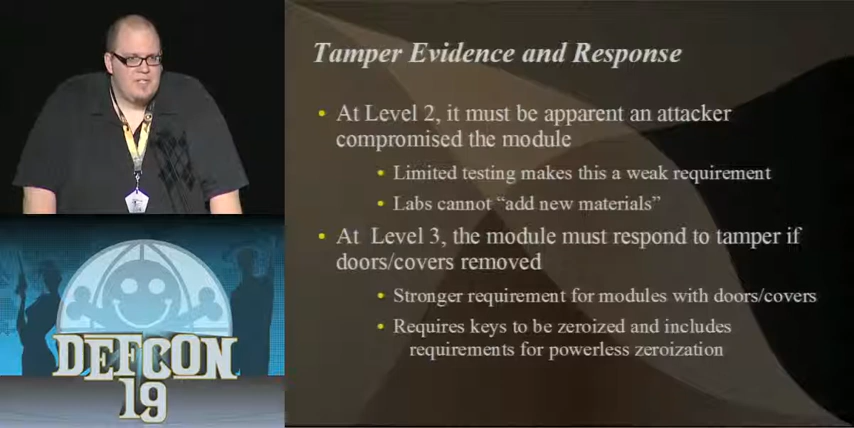 Tamper Evidence and Response
• At Level 2, it must be apparent an attacker
compromised the module
• Limited testing makes this a weak requirement
• Labs cannot “add new materials”
• At Level 3, the module must respond to tamper if
doors/covers removed
• Stronger requirement for modules with doors/covers
• Requires keys to be zeroized and includes
requirements for powerless zeroization
DEFCON
19